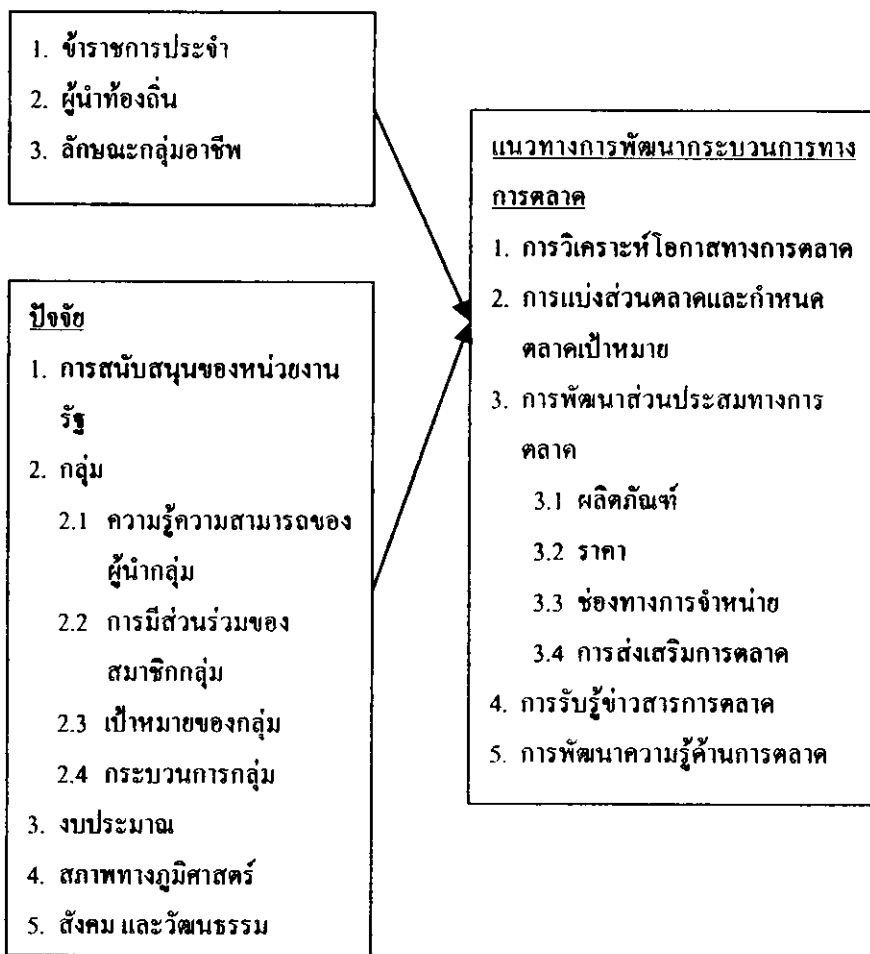 1. ข้าราชการประจำ
2. ผู้นำท้องถิ่น
3. ลักษณะกลุ่มอาชีพ
ปัจจัย
1. การสนับสนุนของหน่วยงาน
รัฐ
2. กลุ่ม
2.1 ความรู้ความสามารถของ
ผู้นำกลุ่ม
2.2 การมีส่วนร่วมของ
สมาชิกกลุ่ม
2.3 เป้าหมายของกลุ่ม
2.4 กระบวนการกลุ่ม
3. งบประมาณ
4. สภาพทางภูมิศาสตร์
5. สังคม และวัฒนธรรม
แนวทางการพัฒนากระบวนการทาง
การตลาด
1. การวิเคราะห์โอกาสทางการตลาด
2. การแบ่งส่วนตลาดและกำหนด
ตลาดเป้าหมาย
3. การพัฒนาส่วนประสมทางการ
ตลาด
3.1 ผลิตภัณฑ์
3.2 ราคา
3.3 ช่องทางการจำหน่าย
3.4 การส่งเสริมการตลาด
4. การรับรู้ข่าวสารการตลาด
5. การพัฒนาความรู้ด้านการตลาด